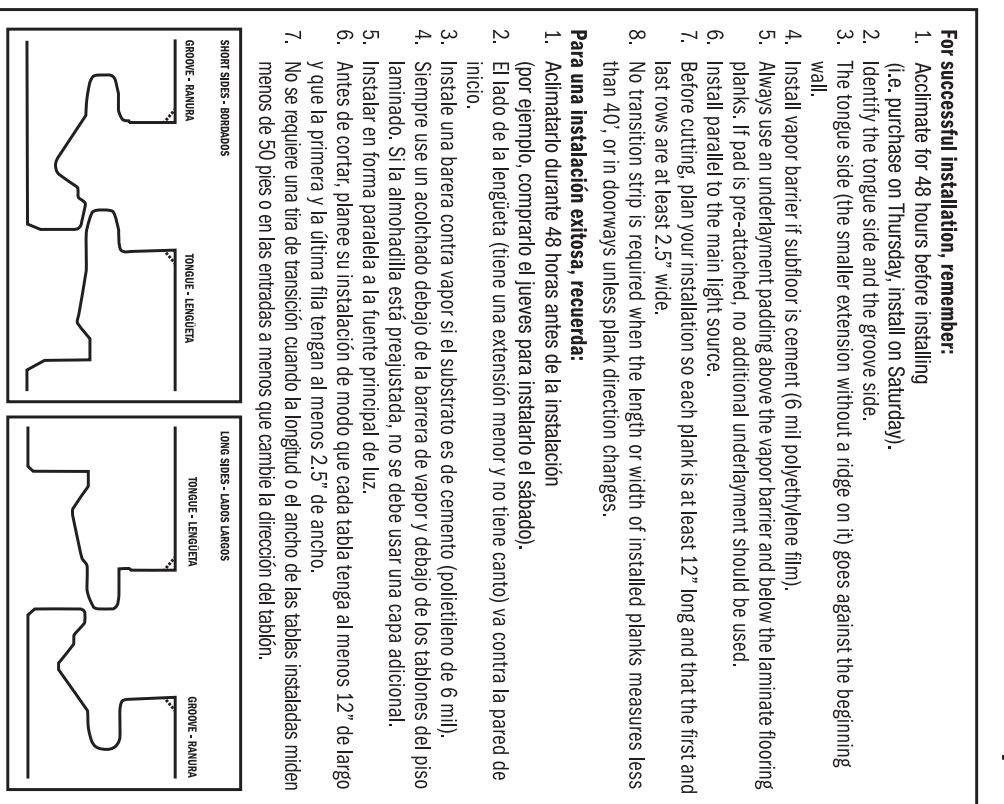 For successful installation, remember:
1. Acclimate for 48 hours before installing
(i.e. purchase on Thursday, install on Saturday).
2. Identify the tongue side and the groove side.
3. The tongue side (the smaller extension without a ridge on it) goes against the beginning
wall.
4. Install vapor barrier if subfloor is cement (6 mil polyethylene film).
5. Always use an underlayment padding above the vapor barrier and below the laminate flooring
planks. If pad is pre-attached, no additional underlayment should be used.
6. Install parallel to the main light source.
7. Before cutting, plan your installation so each plank is at least 12” long and that the first and
last rows are at least 2.5” wide.
8. No transition strip is required when the length or width of installed planks measures less
than 40’, or in doorways unless plank direction changes.
Para una instalación exitosa, recuerda:
1. Aclimatarlo durante 48 horas antes de la instalación
(por ejemplo, comprarlo el jueves para instalarlo el sábado).
2. El lado de la lengüeta (tiene una extensión menor y no tiene canto) va contra la pared de
inicio.
3. Instale una barera contra vapor si el substrato es de cemento (polietileno de 6 mil).
4. Siempre use un acolchado debajo de la barrera de vapor y debajo de los tablones del piso
laminado. Si la almohadilla está preajustada, no se debe usar una capa adicional.
5. Instalar en forma paralela a la fuente principal de luz.
6. Antes de cortar, planee su instalación de modo que cada tabla tenga al menos 12” de largo
y que la primera y la última fila tengan al menos 2.5” de ancho.
7. No se requiere una tira de transición cuando la longitud o el ancho de las tablas instaladas miden
menos de 50 pies o en las entradas a menos que cambie la dirección del tablón.
SHORT SIDES - BORDADOS
GROOVE - RANURA
TONGUE - LENGÜETA
LONG SIDES - LADOS LARGOS
TONGUE - LENGÜETA
GROOVE - RANURA